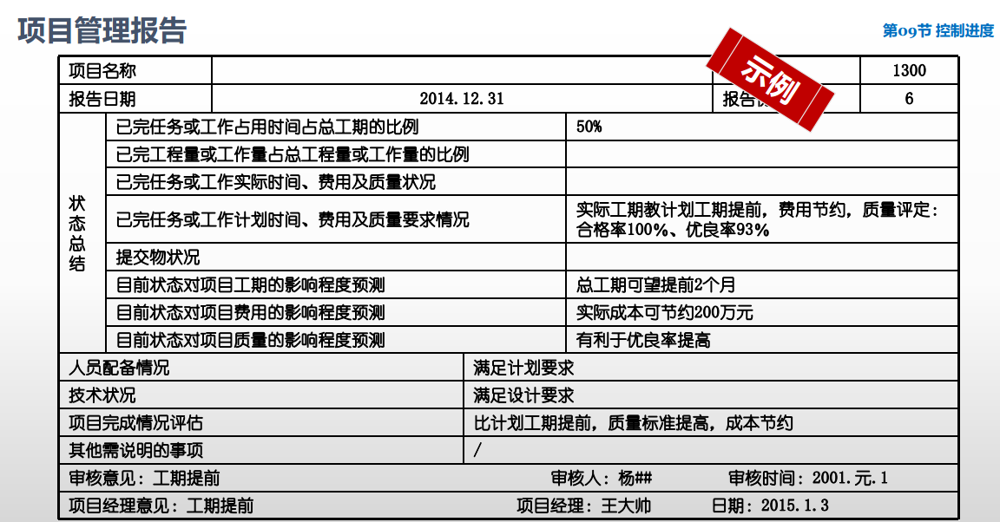 项目管理报告
第09节 控制进度
示例
项目名称
1300
报告日期 2014.12.31 报告 6
状态总结
已完任务或工作占用时间占总工期的比例 50%
已完工程量或工作量占总工程量或工作量的比例
已完任务或工作实际时间、费用及质量状况
已完任务或工作计划时间、费用及质量要求情况
实际工期教计划工期提前，费用节约，质量评定：
合格率100%、优良率93%
提交物状况
目前状态对项目工期的影响程度预测 总工期可望提前2个月
目前状态对项目费用的影响程度预测 实际成本可节约200万元
目前状态对项目质量的影响程度预测 有利于优良率提高
人员配备情况 满足计划要求
技术状况 满足设计要求
项目完成情况评估 比计划工期提前，质量标准提高，成本节约
其他需说明的事项 /
审核意见：工期提前 审核人：杨## 审核时间：2001.元.1
项目经理意见：工期提前 项目经理：王大帅 日期：2015.1.3